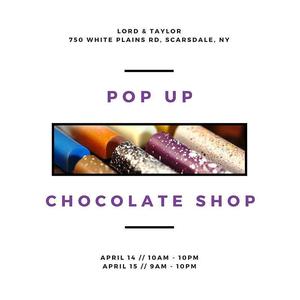 LORD & TAYLOR
750 WHITE PLAINS RD, SCARSDALE, NY
POP UP
CHOCOLATE SHOP
APRIL 14 // 10AM - 10PM
APRIL 15 // 9AM - 10PM